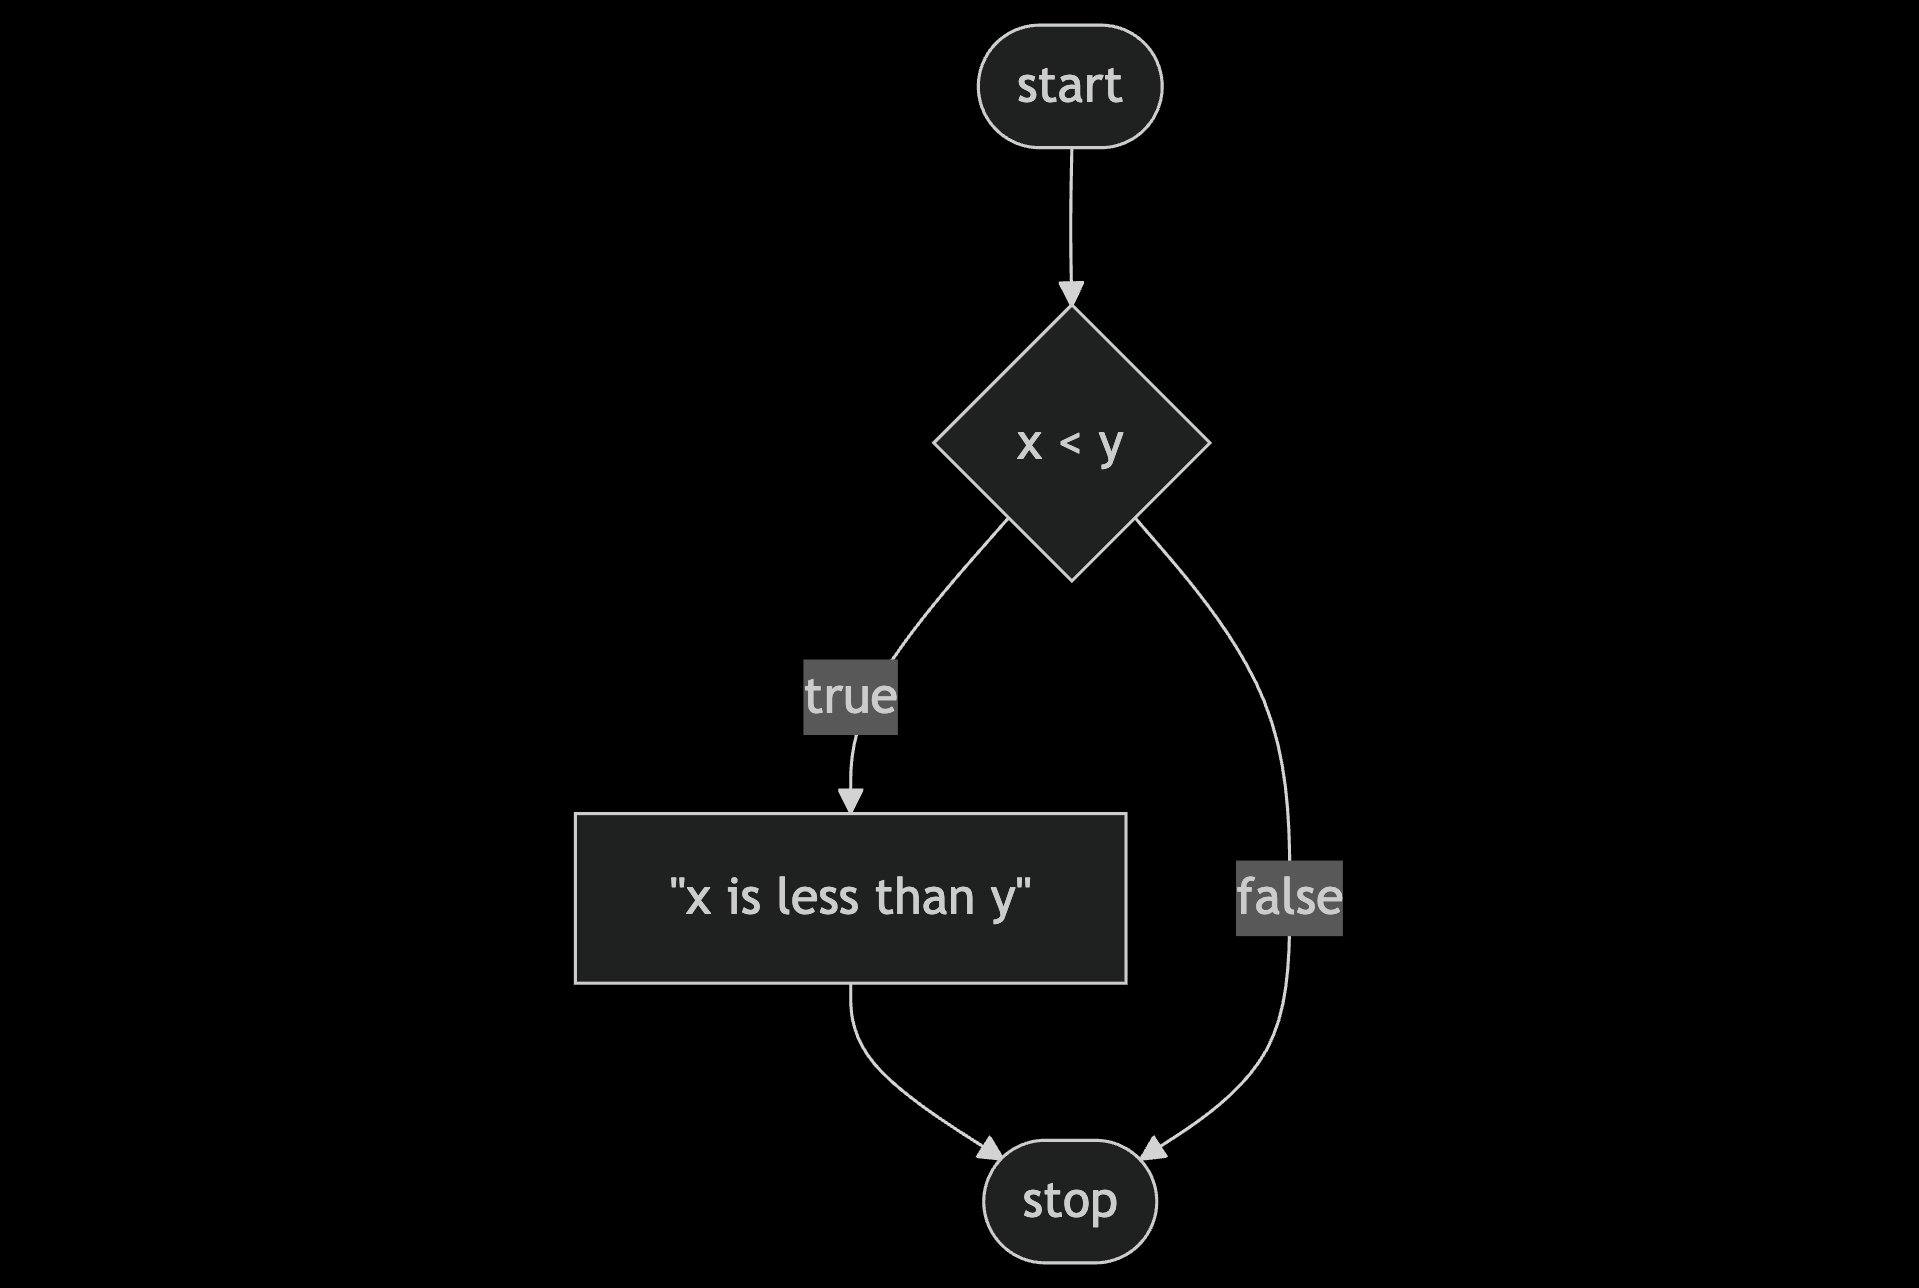 start
x < y
true
"x is less than y"
false
stop